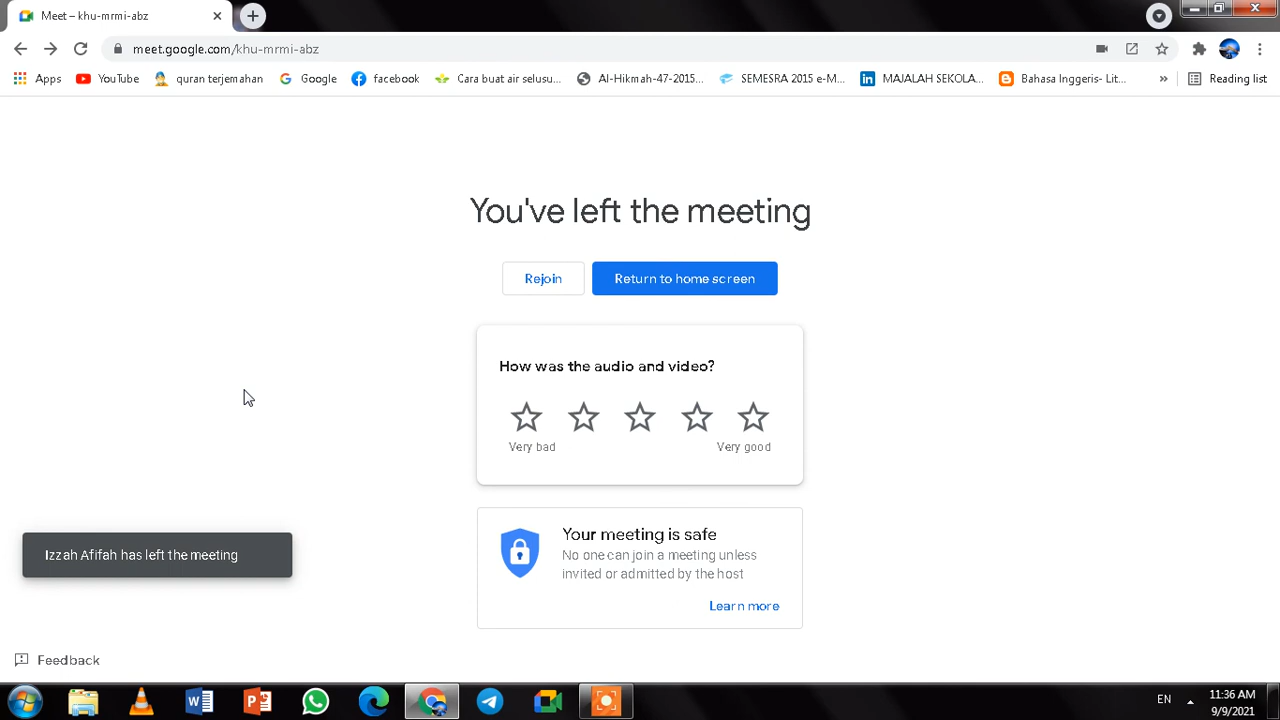 Meet – khu-mrmi-abz
meet.google.com/khu-mrmi-abz
Apps
YouTube
quran terjemahan
Google
facebook
Cara buat air selusu...
Al-Hikmah-47-2015...
SEMESRA 2015 e-M...
MAJALAH SEKOLA...
Bahasa Inggeris- Lit...
»
Reading list
You've left the meeting
Rejoin
Return to home screen
How was the audio and video?
Very bad
Very good
Your meeting is safe
No one can join a meeting unless
invited or admitted by the host
Learn more
Izzah Afifah has left the meeting
Feedback
EN
11:36 AM
9/9/2021